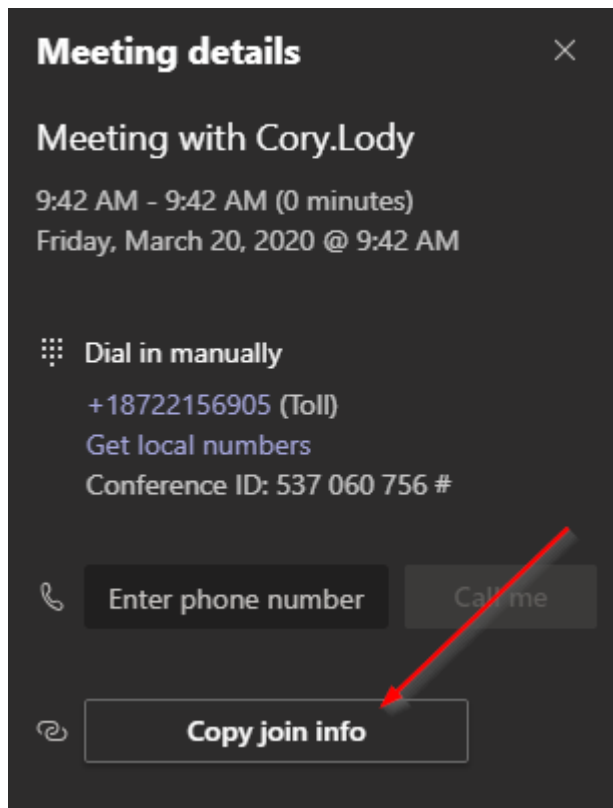 Meeting details
Meeting with Cory.Lody
9:42 AM - 9:42 AM (0 minutes)
Friday, March 20, 2020 @ 9:42 AM
Dial in manually
+18722156905 (Toll)
Get local numbers
Conference ID: 537 060 756 #
Enter phone number Call me
Copy join info